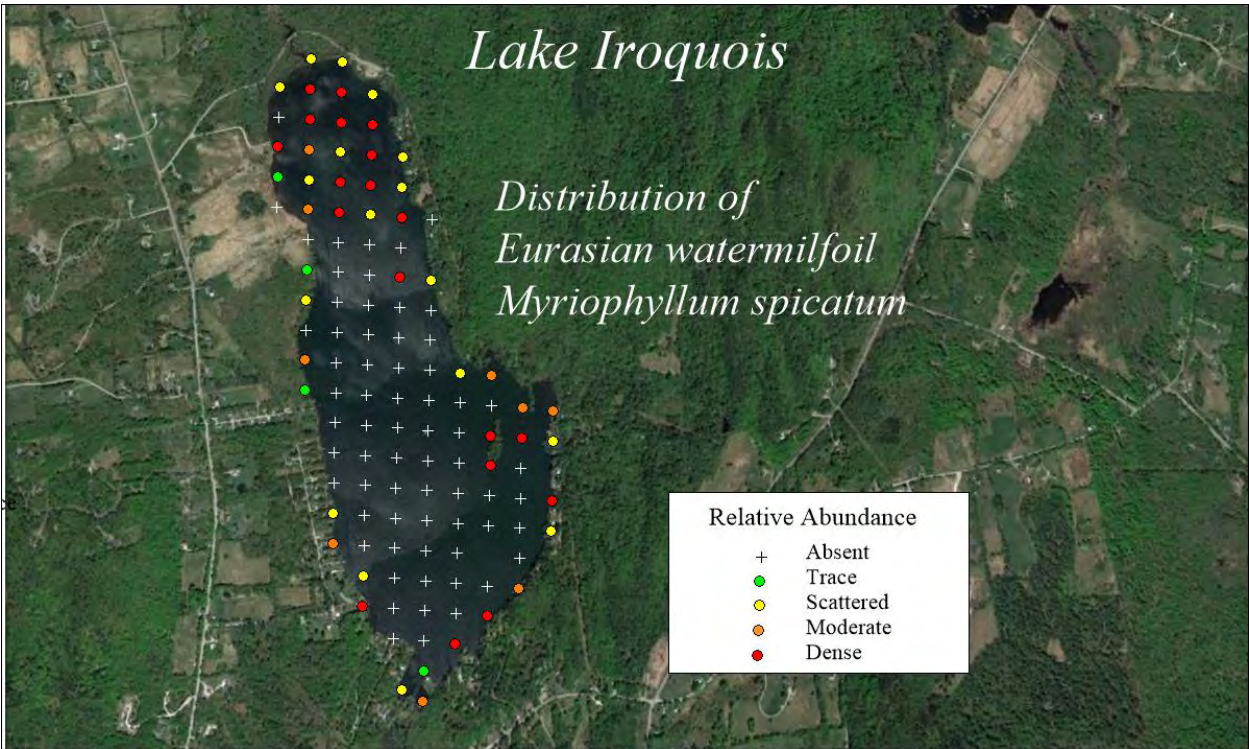 Lake Iroquois
Distribution of
Eurasian watermilfoil
Myriophyllum spicatum
Relative Abundance
Absent
Trace
Scattered
Moderate
Dense